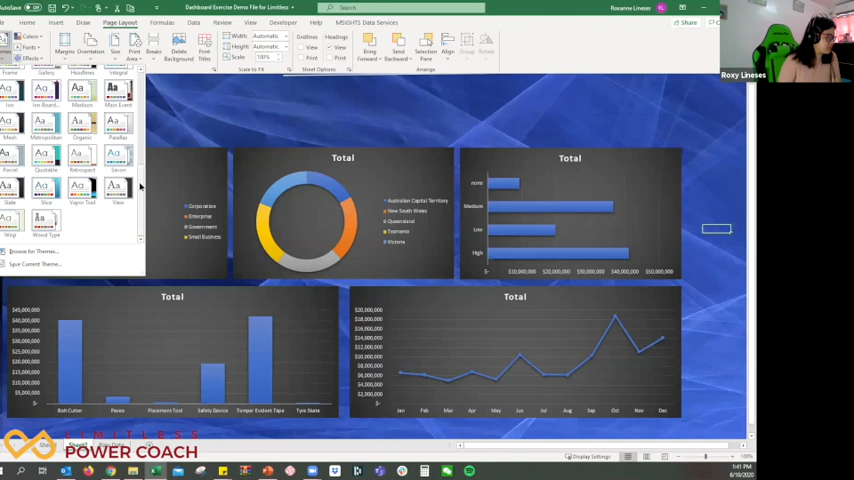 AutoSave Off
Dashboard Exercise Demo File for Limitless
Search
Roxanne Lineses
RL
File Home Insert Draw Page Layout Formulas Data Review View Developer Help MSIGHTS Data Services
Share
Colors
Fonts
Effects
Margins Orientation Size Print Area Breaks Background Print Titles
Width: Automatic
Height: Automatic
Scale: 100%
Scale to Fit
Gridlines Headings
View View
Print Print
Sheet Options
Bring Forward Send Backward Selection Pane Align Group Rotate
Arrange
Roxy Lineses
Frame Gallery Headlines Integral
Ion Ion Board... Madison Main Event
Mesh Metropolitan Organic Parallax
Parcel Quotable Retrospect Savon
Slate Slice Vapor Trail View
Wisp Wood Type
Browse for Themes...
Save Current Theme...
Corporation
Enterprise
Government
Small Business
Total
Australian Capital Territory
New South Wales
Queensland
Tasmania
Victoria
Total
none
Medium
Low
High
$- $10,000,000 $20,000,000 $30,000,000 $40,000,000 $50,000,000
Total
$45,000,000
$40,000,000
$35,000,000
$30,000,000
$25,000,000
$20,000,000
$15,000,000
$10,000,000
$5,000,000
$-
Bolt Cutter Paseo Placement Tool Safety Device Tamper Evident Tape Tyre Skate
Total
$20,000,000
$18,000,000
$16,000,000
$14,000,000
$12,000,000
$10,000,000
$8,000,000
$6,000,000
$4,000,000
$2,000,000
$-
Jan Feb Mar Apr May Jun Jul Aug Sep Oct Nov Dec
LIMITLESS
POWER COACH
Display Settings
100%
1:41 PM
6/10/2020